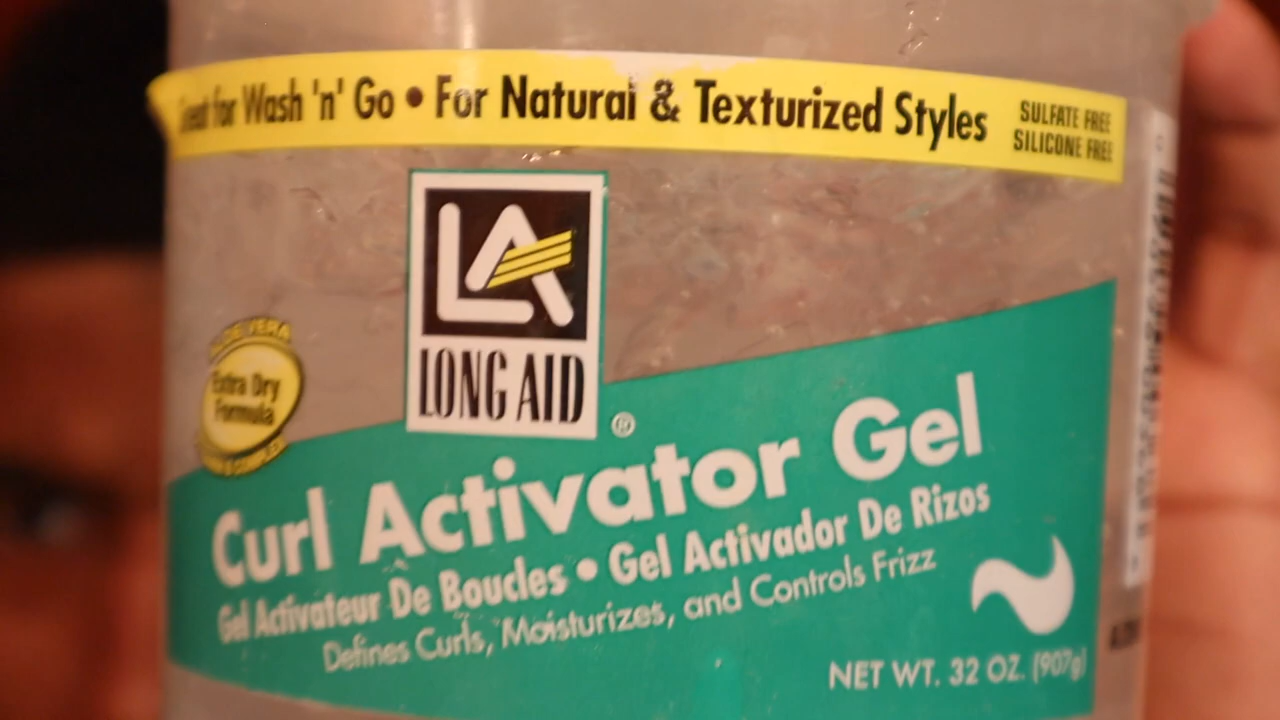 for Wash 'n' Go • For Natural & Texturized Styles
SULFATE FREE
SILICONE FREE
LA
LONG AID
®
ALOE VERA
Extra Dry
Formula
Curl Activator Gel
Gel Activateur De Boucles • Gel Activador De Rizos
Defines Curls, Moisturizes, and Controls Frizz
NET WT. 32 OZ. (907g)